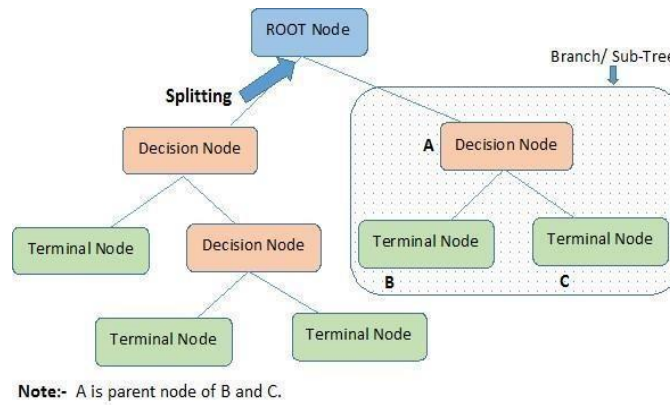 ROOT Node
Branch/ Sub-Tree
Splitting
A Decision Node
Decision Node
Terminal Node
Decision Node
Terminal Node
Terminal Node
B
C
Terminal Node
Terminal Node
Note:- A is parent node of B and C.